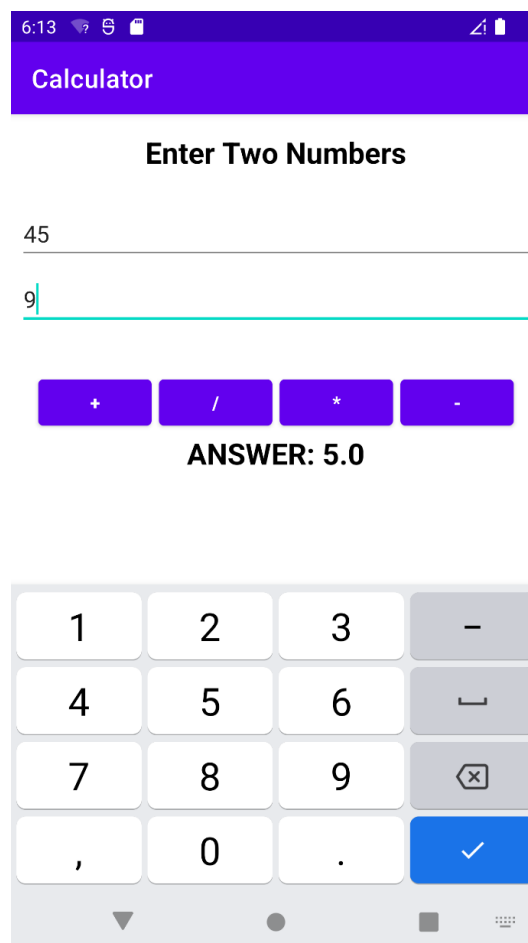 6:13
Calculator
Enter Two Numbers
45
9
+ / * -
ANSWER: 5.0
1 2 3 -
4 5 6
7 8 9
, 0 .